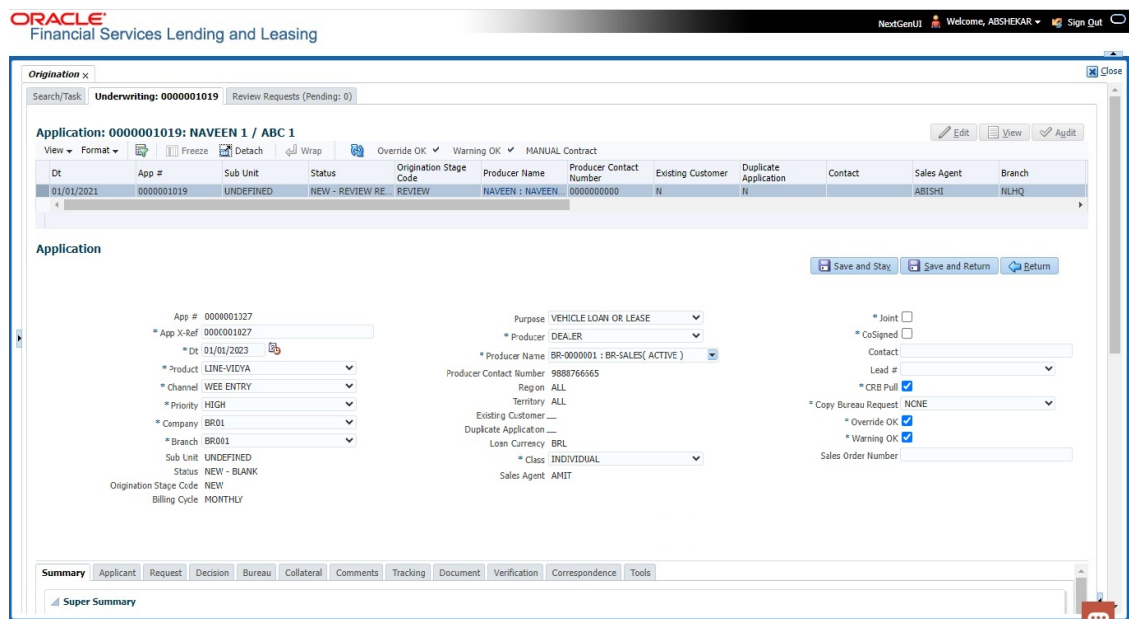 ORACLE
Financial Services Lending and Leasing
NextGenUI Welcome, ABSHEKAR Sign Out
Close
Origination x
Search/Task Underwriting: 0000001019 Review Requests (Pending: 0)
Application: 0000001019: NAVEEN 1 / ABC 1
Edit View Audit
View Format Freeze Detach Wrap Override OK Warning OK MANUAL Contract
Dt App # Sub Unit Status Origination Stage Code Producer Name Producer Contact Number Existing Customer Duplicate Application Contact Sales Agent Branch
01/01/2021 0000001019 UNDEFINED NEW - REVIEW RE... REVIEW NAVEEN : NAVEEN... 0000000000 N N ABISHI NLHQ
Application
Save and Stay Save and Return Return
App # 0000001027
* App X-Ref 0000001027
* Dt 01/01/2023
* Product LINE-VIDYA
* Channel WEB ENTRY
* Priority HIGH
* Company BR01
* Branch BR001
Sub Unit UNDEFINED
Status NEW - BLANK
Origination Stage Code NEW
Billing Cycle MONTHLY
Purpose VEHICLE LOAN OR LEASE
* Producer DEALER
* Producer Name BR-0000001 : BR-SALES( ACTIVE )
Producer Contact Number 9888766665
Region ALL
Territory ALL
Existing Customer
Duplicate Application
Loan Currency BRL
* Class INDIVIDUAL
Sales Agent AMIT
* Joint
* CoSigned
Contact
Lead #
* CRB Pull
* Copy Bureau Request NONE
* Override OK
* Warning OK
Sales Order Number
Summary Applicant Request Decision Bureau Collateral Comments Tracking Document Verification Correspondence Tools
Super Summary